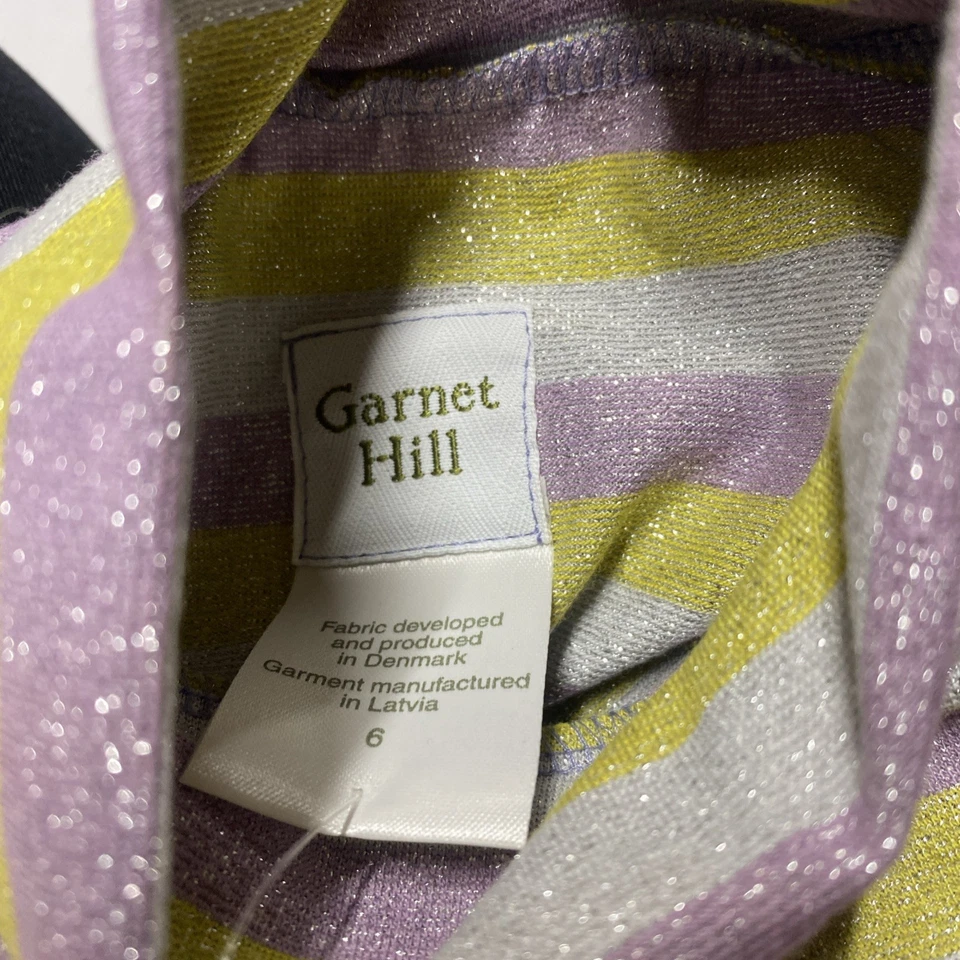 Garnet
Hill
Fabric developed
and produced
in Denmark
Garment manufactured
in Latvia
6